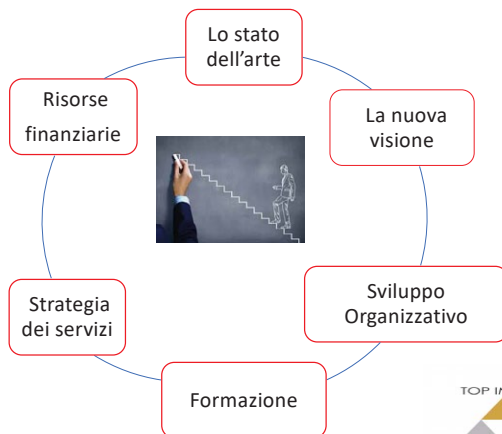 Lo stato
dell’arte
La nuova
visione
Sviluppo
Organizzativo
Formazione
Strategia
dei servizi
Risorse
finanziarie
TOP